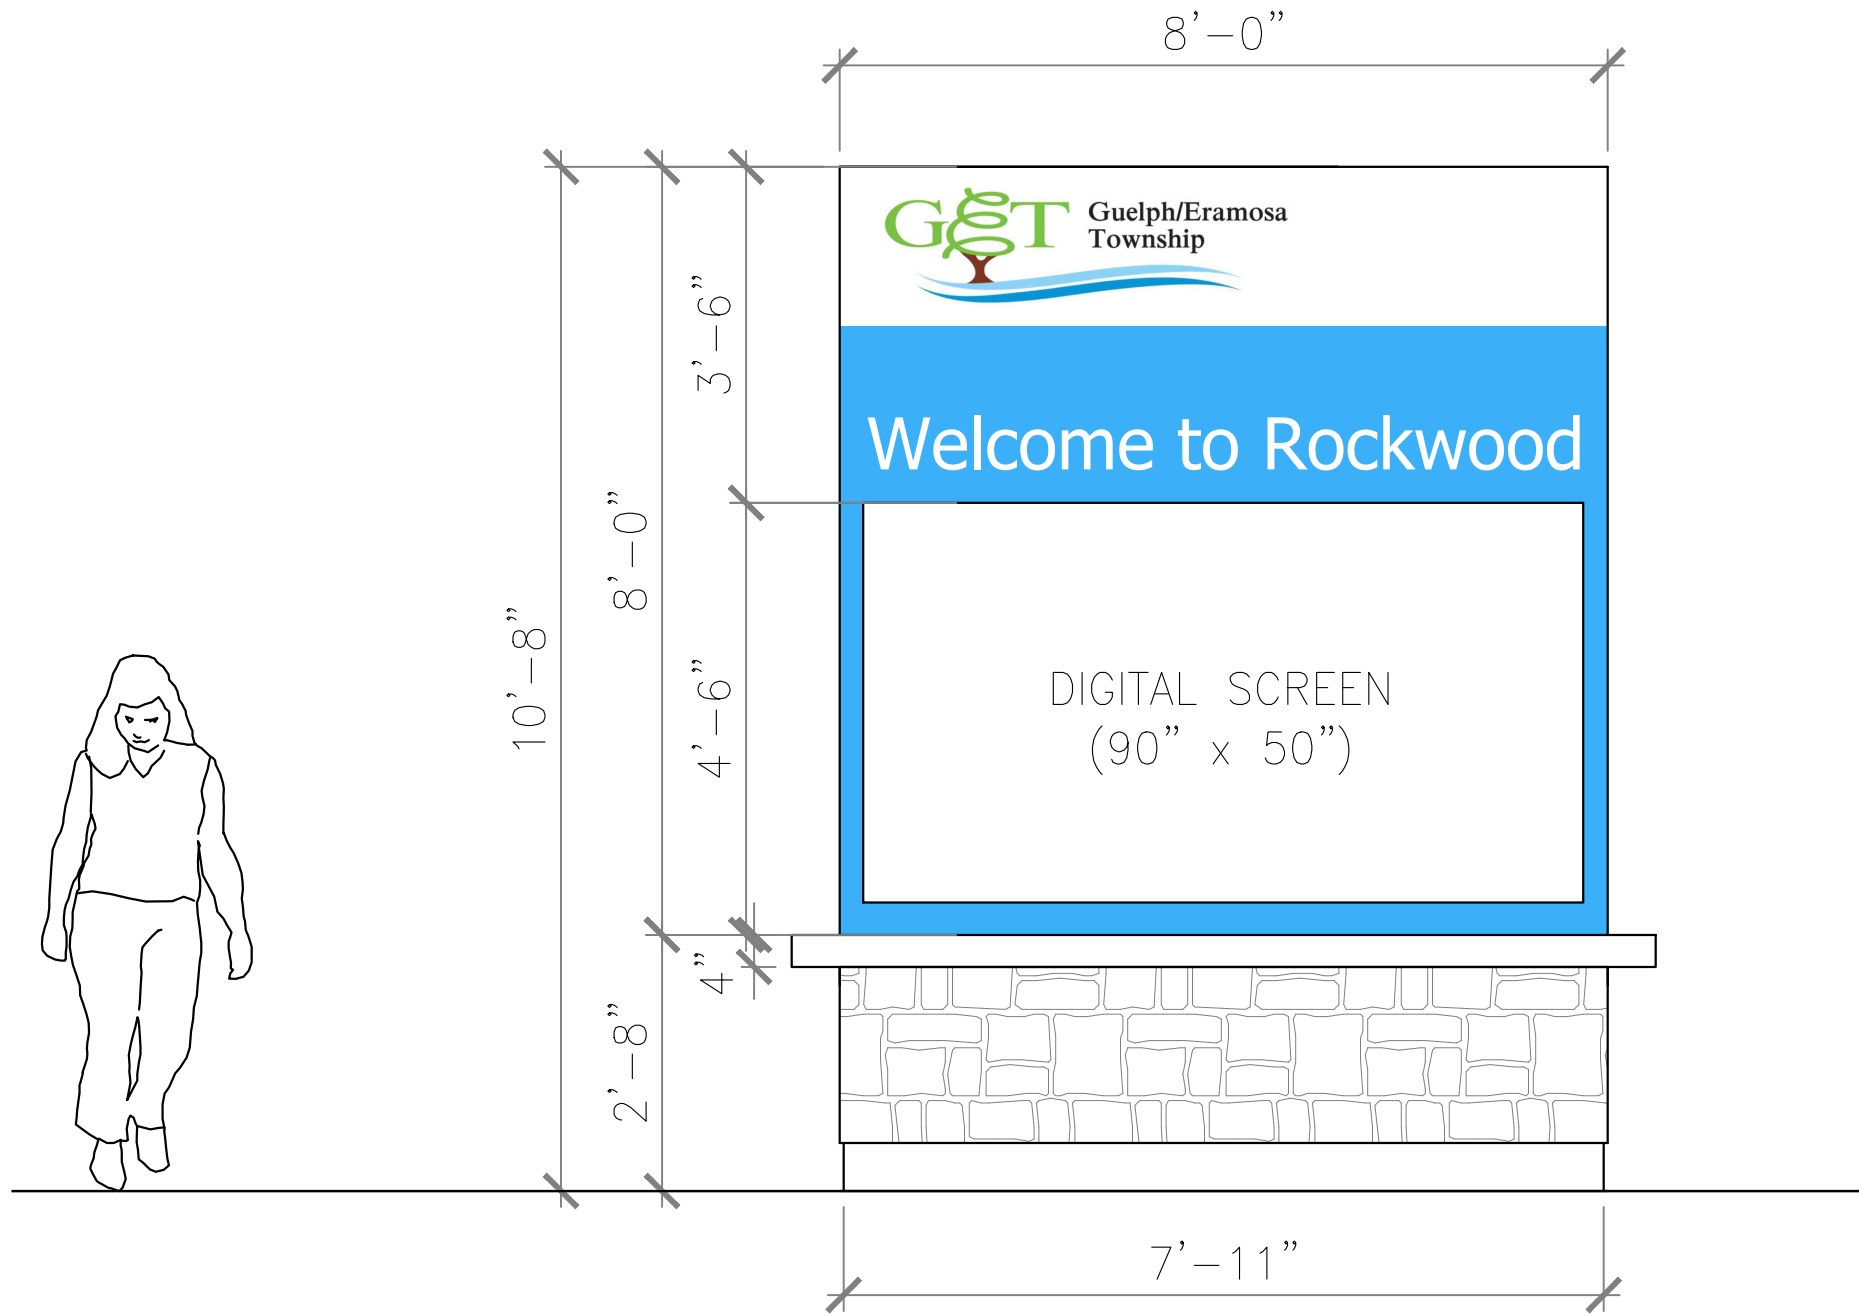 8'-0"
GET
Guelph/Eramosa
Township
3'-6"
Welcome to Rockwood
8'-0"
10'-8"
4'-6"
DIGITAL SCREEN
(90" x 50")
4"
2'-8"
7'-11"